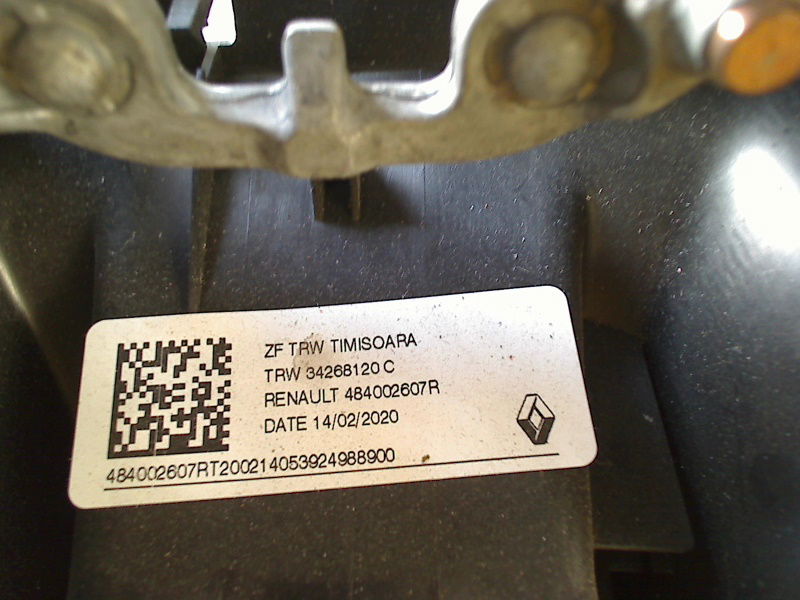 ZF TRW TIMISOARA
TRW 34268120 C
RENAULT 484002607R
DATE 14/02/2020
484002607RT200214053924988900